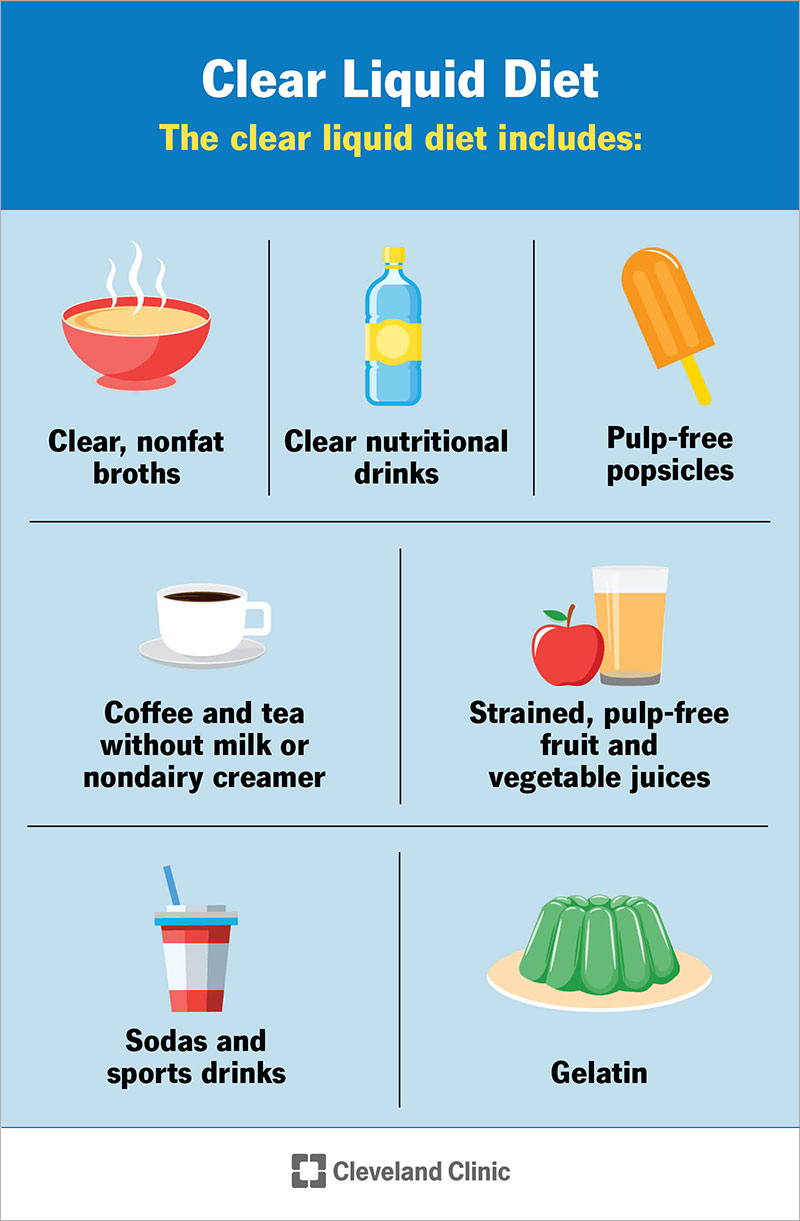 Clear Liquid Diet
The clear liquid diet includes:
Clear, nonfat
broths
Clear nutritional
drinks
Pulp-free
popsicles
Coffee and tea
without milk or
nondairy creamer
Strained, pulp-free
fruit and
vegetable juices
Sodas and
sports drinks
Gelatin
Cleveland Clinic